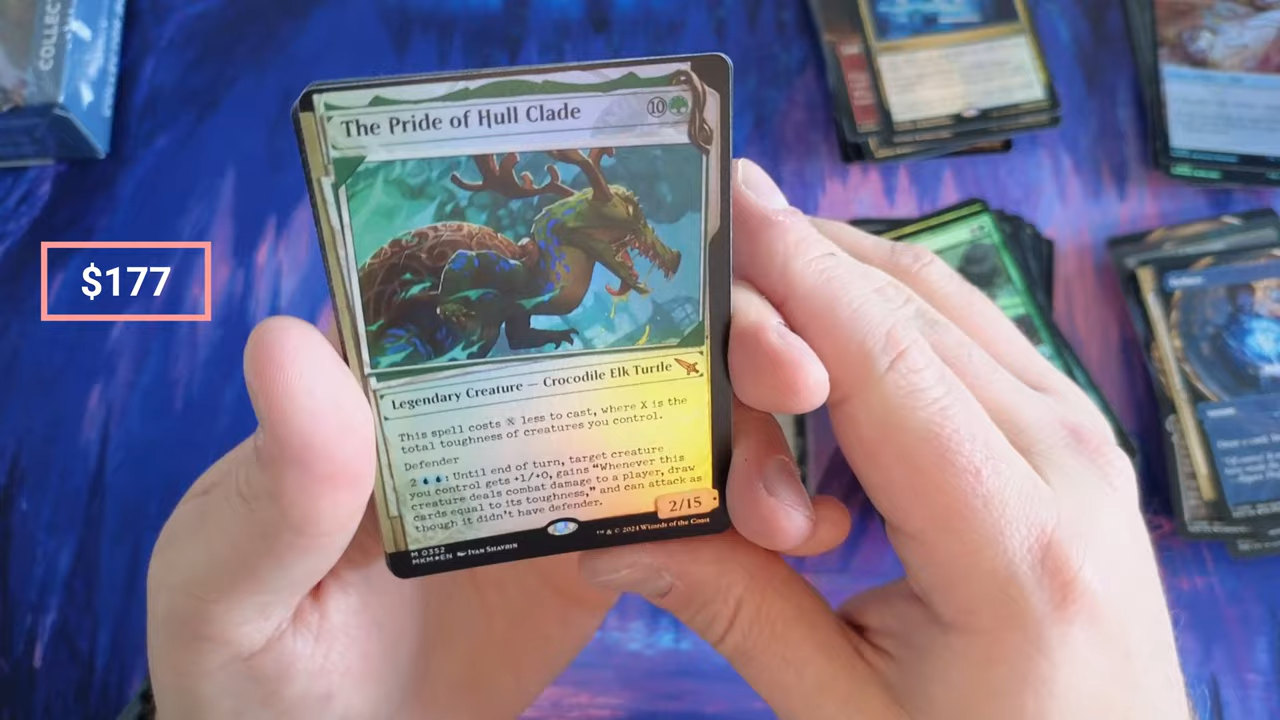 COLLEC
The Pride of Hull Clade
10
$177
Legendary Creature — Crocodile Elk Turtle
This spell costs X less to cast, where X is the
total toughness of creatures you control.
Defender
2 : Until end of turn, target creature
you control gets +1/+0, gains “Whenever this
creature deals combat damage to a player, draw
cards equal to its toughness,” and can attack as
though it didn't have defender.
2/15
M 0352
MKM★EN Ivan Shavrin
™ & © 2024 Wizards of the Coast